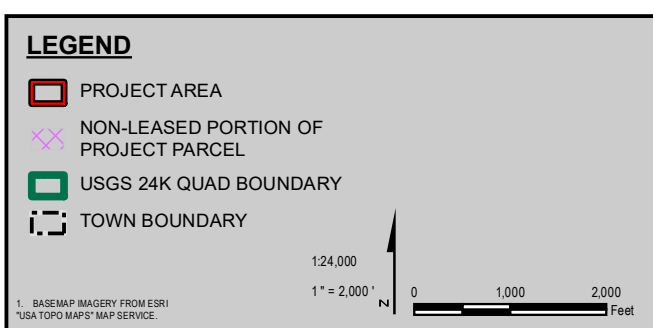 LEGEND
PROJECT AREA
NON-LEASED PORTION OF
PROJECT PARCEL
USGS 24K QUAD BOUNDARY
TOWN BOUNDARY
1:24,000
1 " = 2,000 '
N
0 1,000 2,000
Feet
1. BASEMAP IMAGERY FROM ESRI
"USA TOPO MAPS" MAP SERVICE.